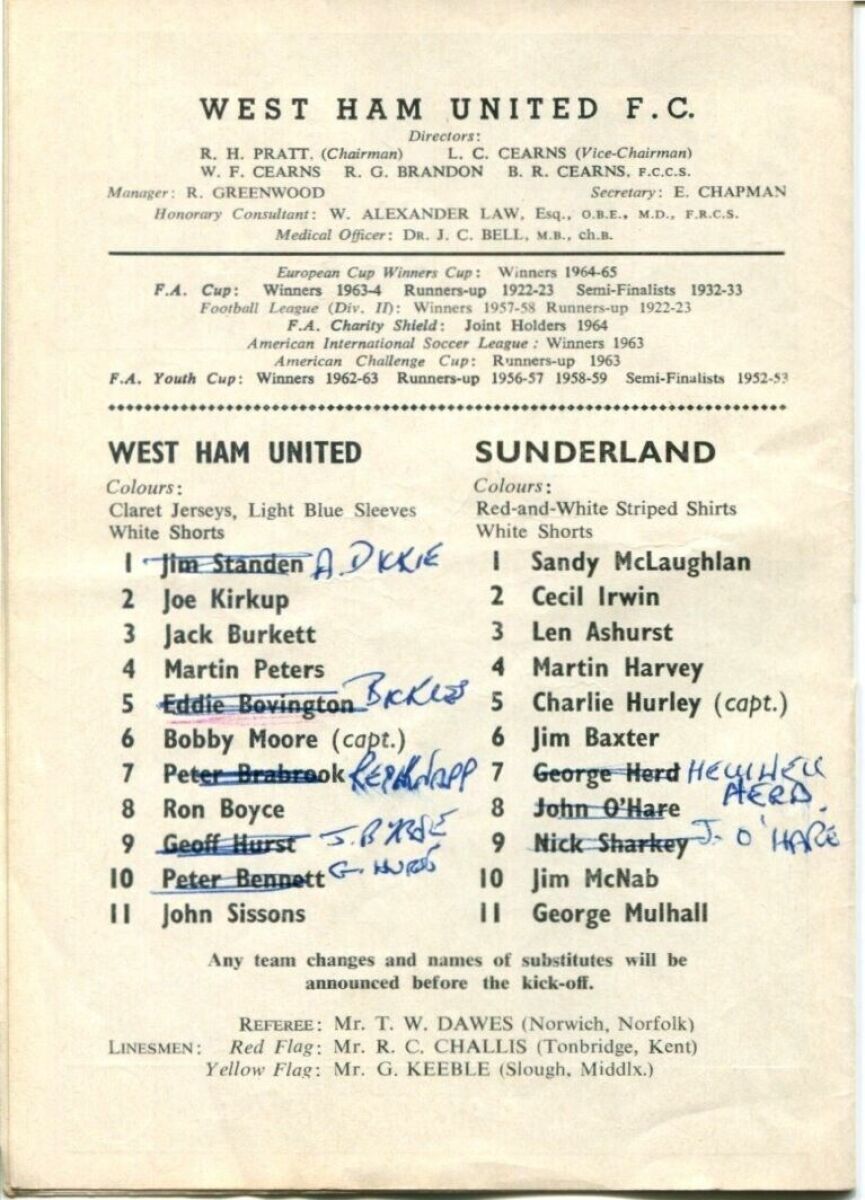 WEST HAM UNITED F.C.
Directors:
R. H. PRATT. (Chairman) L. C. CEARNS (Vice-Chairman)
W. F. CEARNS R. G. BRANDON B. R. CEARNS, F.C.C.S.
Manager: R. GREENWOOD Secretary: E. CHAPMAN
Honorary Consultant: W. ALEXANDER LAW, Esq., O.B.E., M.D., F.R.C.S.
Medical Officer: DR. J. C. BELL, M.B., ch.B.
European Cup Winners Cup: Winners 1964-65
F.A. Cup: Winners 1963-4 Runners-up 1922-23 Semi-Finalists 1932-33
Football League (Div. II): Winners 1957-58 Runners-up 1922-23
F.A. Charity Shield: Joint Holders 1964
American International Soccer League: Winners 1963
American Challenge Cup: Runners-up 1963
F.A. Youth Cup: Winners 1962-63 Runners-up 1956-57 1958-59 Semi-Finalists 1952-53
WEST HAM UNITED
Colours:
Claret Jerseys, Light Blue Sleeves
White Shorts
1 Jim Standen A. DICKIE
2 Joe Kirkup
3 Jack Burkett
4 Martin Peters
5 Eddie Bovington BICKLES
6 Bobby Moore (capt.)
7 Peter Brabrook REDKNAPP
8 Ron Boyce
9 Geoff Hurst J. BYRNE
10 Peter Bennett G. HURST
11 John Sissons
SUNDERLAND
Colours:
Red-and-White Striped Shirts
White Shorts
1 Sandy McLaughlan
2 Cecil Irwin
3 Len Ashurst
4 Martin Harvey
5 Charlie Hurley (capt.)
6 Jim Baxter
7 George Herd HELLIWELL
8 John O'Hare HERD.
9 Nick Sharkey J. O'HARE
10 Jim McNab
11 George Mulhall
Any team changes and names of substitutes will be
announced before the kick-off.
REFEREE: Mr. T. W. DAWES (Norwich, Norfolk)
LINESMEN: Red Flag: Mr. R. C. CHALLIS (Tonbridge, Kent)
Yellow Flag: Mr. G. KEEBLE (Slough, Middlx.)